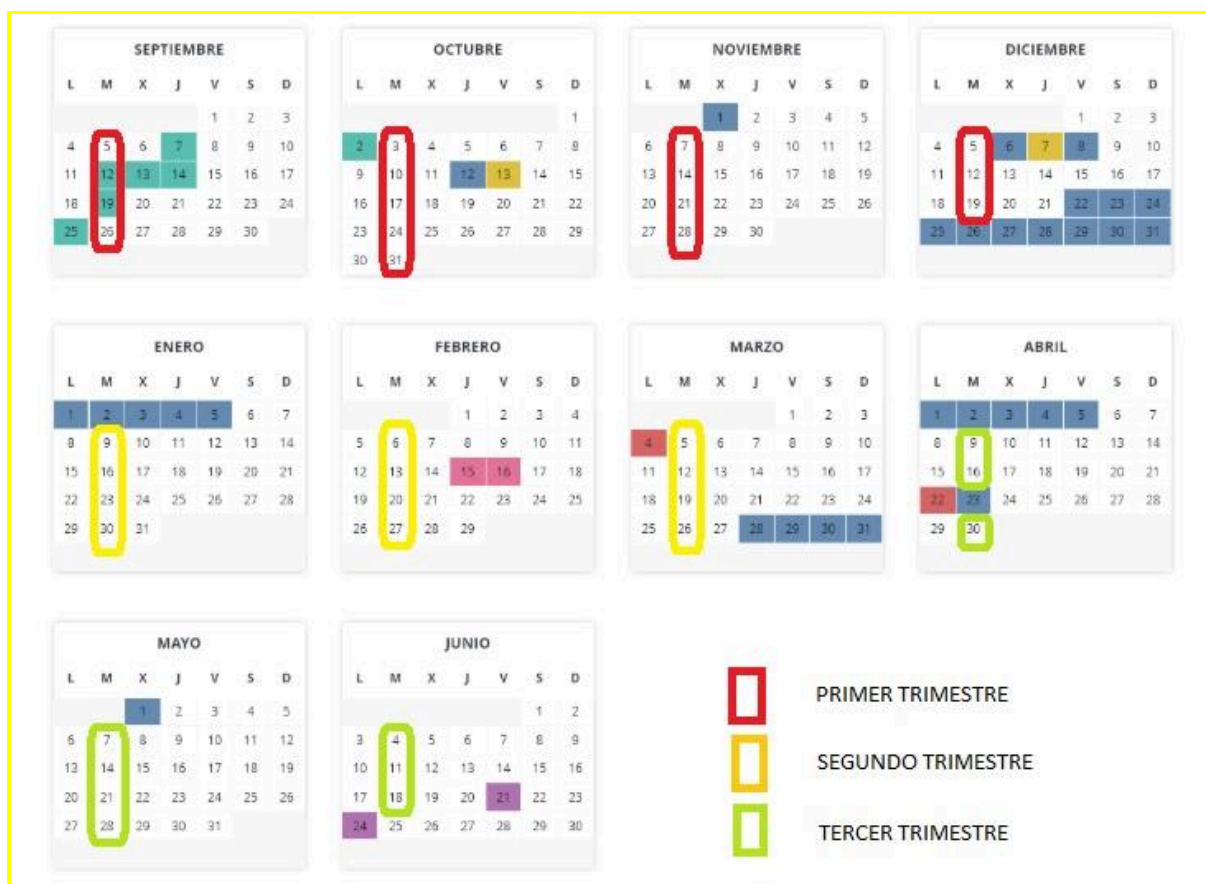 SEPTIEMBRE
L M X J V S D
1 2 3
4 5 6 7 8 9 10
11 12 13 14 15 16 17
18 19 20 21 22 23 24
25 26 27 28 29 30
OCTUBRE
L M X J V S D
1
2 3 4 5 6 7 8
9 10 11 12 13 14 15
16 17 18 19 20 21 22
23 24 25 26 27 28 29
30 31
NOVIEMBRE
L M X J V S D
1 2 3 4 5
6 7 8 9 10 11 12
13 14 15 16 17 18 19
20 21 22 23 24 25 26
27 28 29 30
DICIEMBRE
L M X J V S D
1 2 3
4 5 6 7 8 9 10
11 12 13 14 15 16 17
18 19 20 21 22 23 24
25 26 27 28 29 30 31
ENERO
L M X J V S D
1 2 3 4 5 6 7
8 9 10 11 12 13 14
15 16 17 18 19 20 21
22 23 24 25 26 27 28
29 30 31
FEBRERO
L M X J V S D
1 2 3 4
5 6 7 8 9 10 11
12 13 14 15 16 17 18
19 20 21 22 23 24 25
26 27 28 29
MARZO
L M X J V S D
1 2 3
4 5 6 7 8 9 10
11 12 13 14 15 16 17
18 19 20 21 22 23 24
25 26 27 28 29 30 31
ABRIL
L M X J V S D
1 2 3 4 5 6 7
8 9 10 11 12 13 14
15 16 17 18 19 20 21
22 23 24 25 26 27 28
29 30
MAYO
L M X J V S D
1 2 3 4 5
6 7 8 9 10 11 12
13 14 15 16 17 18 19
20 21 22 23 24 25 26
27 28 29 30 31
JUNIO
L M X J V S D
1 2
3 4 5 6 7 8 9
10 11 12 13 14 15 16
17 18 19 20 21 22 23
24 25 26 27 28 29 30
PRIMER TRIMESTRE
SEGUNDO TRIMESTRE
TERCER TRIMESTRE